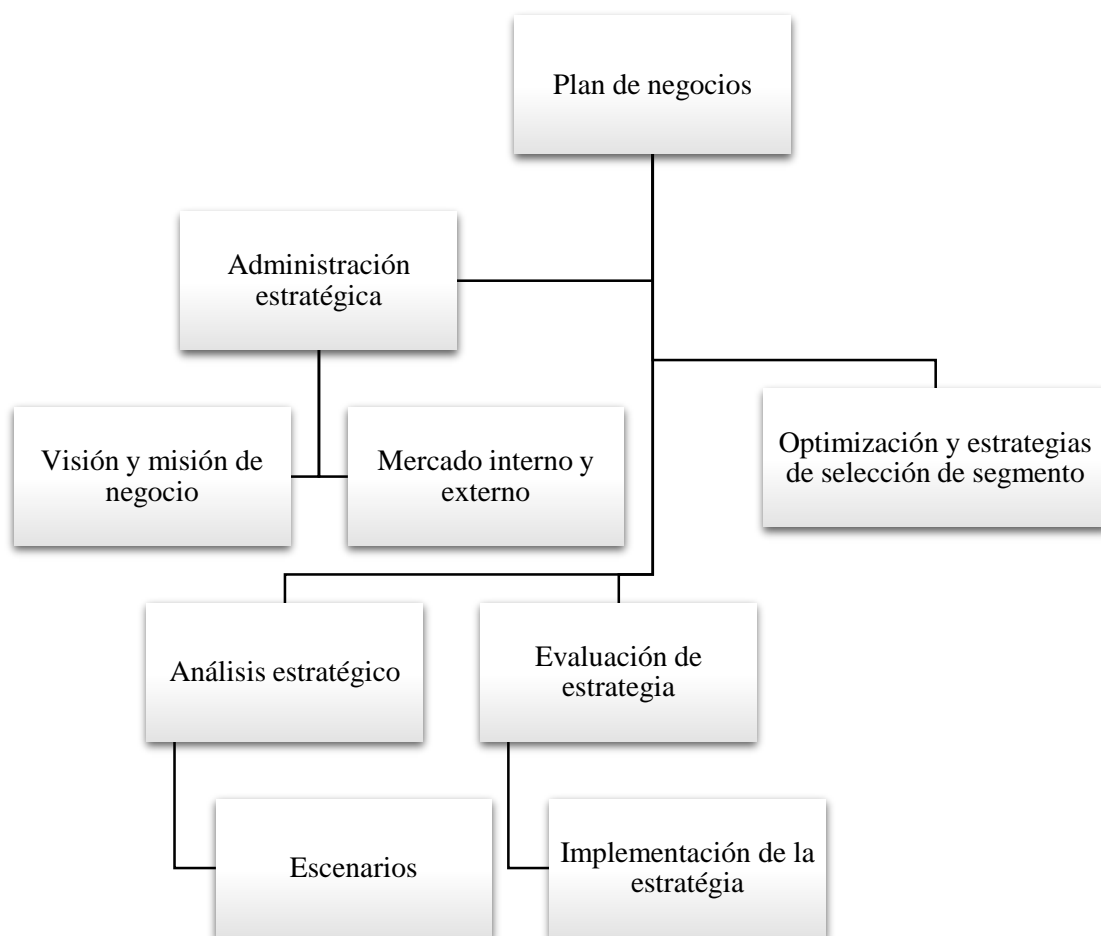 Plan de negocios
Administración
estratégica
Visión y misión de
negocio
Mercado interno y
externo
Optimización y estrategias
de selección de segmento
Análisis estratégico
Evaluación de
estrategia
Escenarios
Implementación de la
estratégia